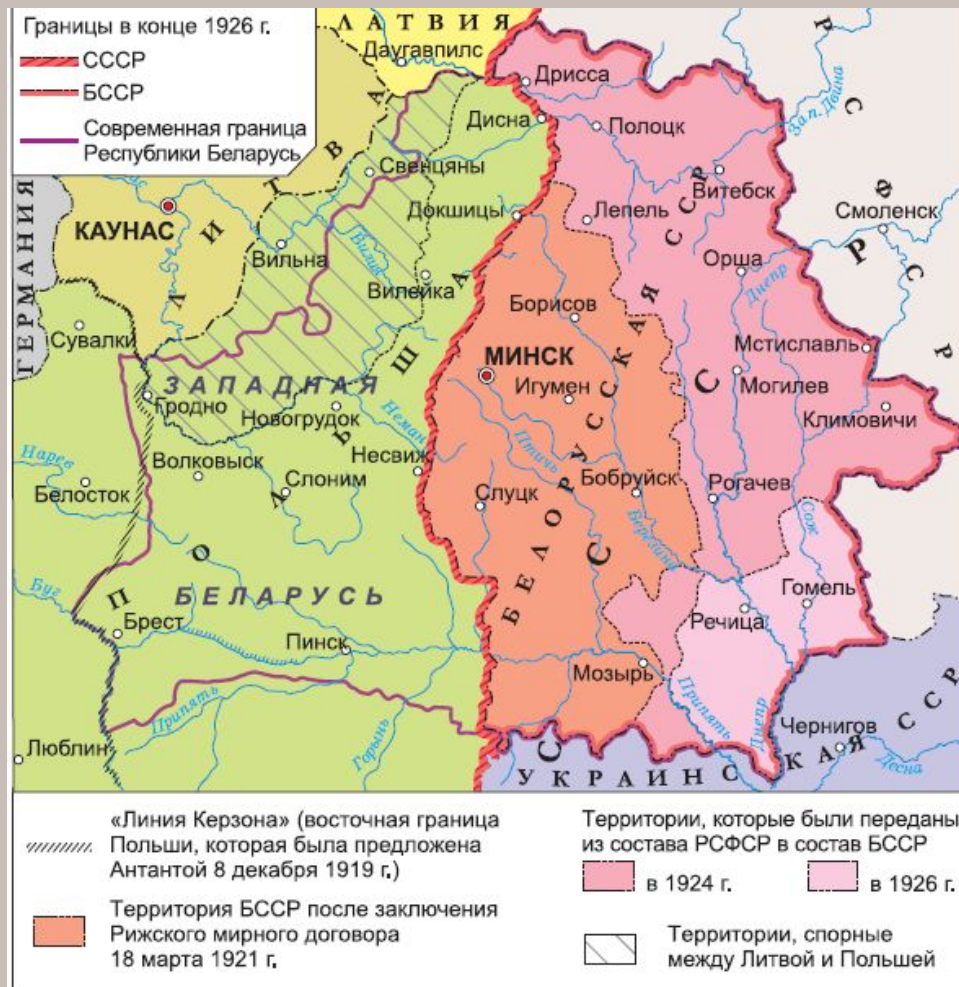 Границы в конце 1926 г.
СССР
БССР
Современная граница
Республики Беларусь
ЛАТВИЯ
Даугавпилс
Дрисса
Дисна
Полоцк
Зап. Двина
РСФСР
ЛИТВА
Свенцяны
Витебск
ГЕРМАНИЯ
КАУНАС
Докшицы
Лепель
Смоленск
Вильна
Вилия
Вилейка
Орша
Днепр
Борисов
Сувалки
МИНСК
Мстиславль
ЗАПАДНАЯ
Игумен
Могилев
Гродно
Новогрудок
Неман
Климовичи
Нарев
Волковыск
Несвиж
Птичь
Белосток
Слоним
Слуцк
Бобруйск
Рогачев
Березина
Сож
ПОЛЬША
БЕЛОРУССКАЯ ССР
СССР
Буг
БЕЛАРУСЬ
Гомель
Брест
Речица
Пинск
Мозырь
Припять
Припять
Днепр
Горынь
Чернигов
Люблин
Десна
УКРАИНСКАЯ ССР
«Линия Керзона» (восточная граница
Польши, которая была предложена
Антантой 8 декабря 1919 г.)
Территория БССР после заключения
Рижского мирного договора
18 марта 1921 г.
Территории, которые были переданы
из состава РСФСР в состав БССР
в 1924 г.
в 1926 г.
Территории, спорные
между Литвой и Польшей